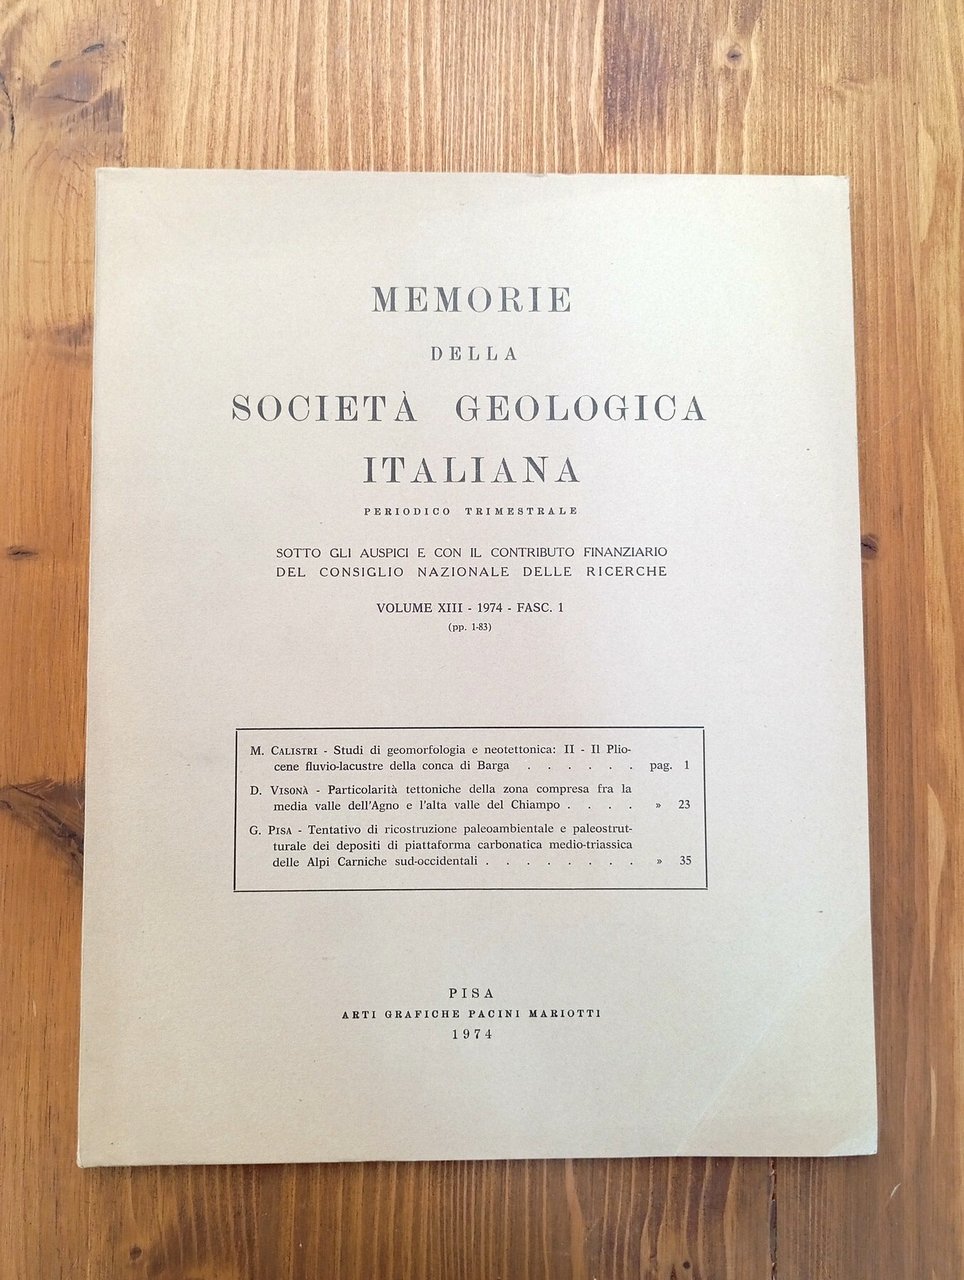 MEMORIE
DELLA
SOCIETÀ GEOLOGICA
ITALIANA
PERIODICO TRIMESTRALE
SOTTO GLI AUSPICI E CON IL CONTRIBUTO FINANZIARIO
DEL CONSIGLIO NAZIONALE DELLE RICERCHE
VOLUME XIII - 1974 - FASC. 1
(pp. 1-83)
M. CALISTRI - Studi di geomorfologia e neotettonica: II - Il Plio-
cene fluvio-lacustre della conca di Barga . . . . . . pag. 1
D. VISONÀ - Particolarità tettoniche della zona compresa fra la
media valle dell'Agno e l'alta valle del Chiampo . . . . » 23
G. PISA - Tentativo di ricostruzione paleoambientale e paleostrut-
turale dei depositi di piattaforma carbonatica medio-triassica
delle Alpi Carniche sud-occidentali . . . . . . . . » 35
PISA
ARTI GRAFICHE PACINI MARIOTTI
1974